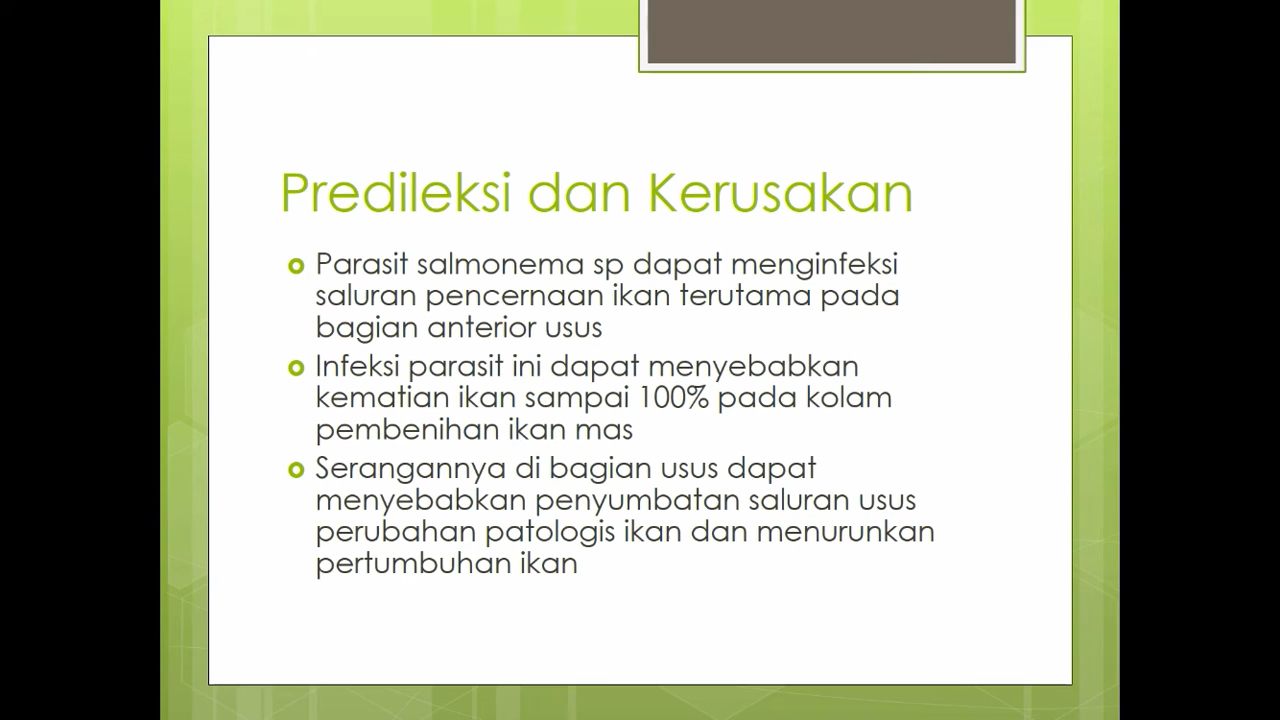 Predileksi dan Kerusakan
Parasit salmonema sp dapat menginfeksi
saluran pencernaan ikan terutama pada
bagian anterior usus
Infeksi parasit ini dapat menyebabkan
kematian ikan sampai 100% pada kolam
pembenihan ikan mas
Serangannya di bagian usus dapat
menyebabkan penyumbatan saluran usus
perubahan patologis ikan dan menurunkan
pertumbuhan ikan